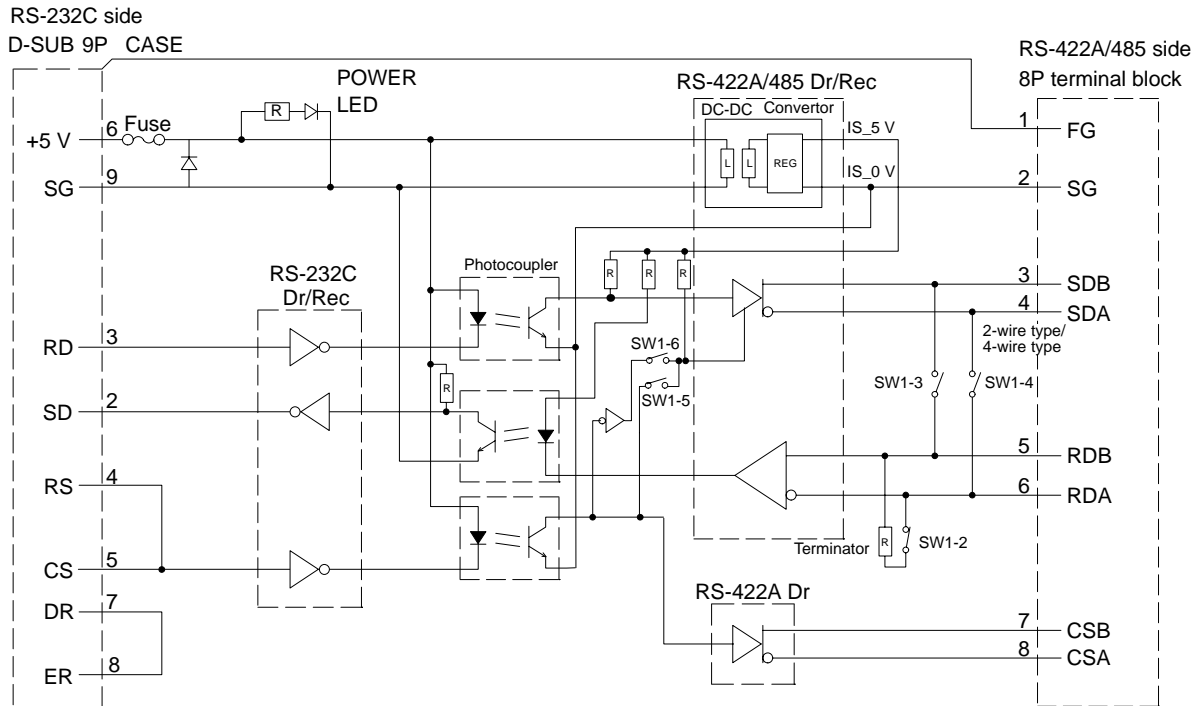 RS-232C side
D-SUB 9P CASE
RS-422A/485 side
8P terminal block
POWER
LED
RS-422A/485 Dr/Rec
DC-DC Convertor
R
Fuse
+5 V
6
SG
9
L
L
REG
IS_5 V
IS_0 V
1
FG
2
SG
RS-232C
Dr/Rec
Photocoupler
R
R
R
3
SDB
4
SDA
2-wire type/
4-wire type
RD
3
SW1-6
R
SW1-5
SW1-3
SW1-4
SD
2
5
RDB
RS
4
6
RDA
Terminator
R
SW1-2
CS
5
RS-422A Dr
DR
7
7
CSB
8
CSA
ER
8